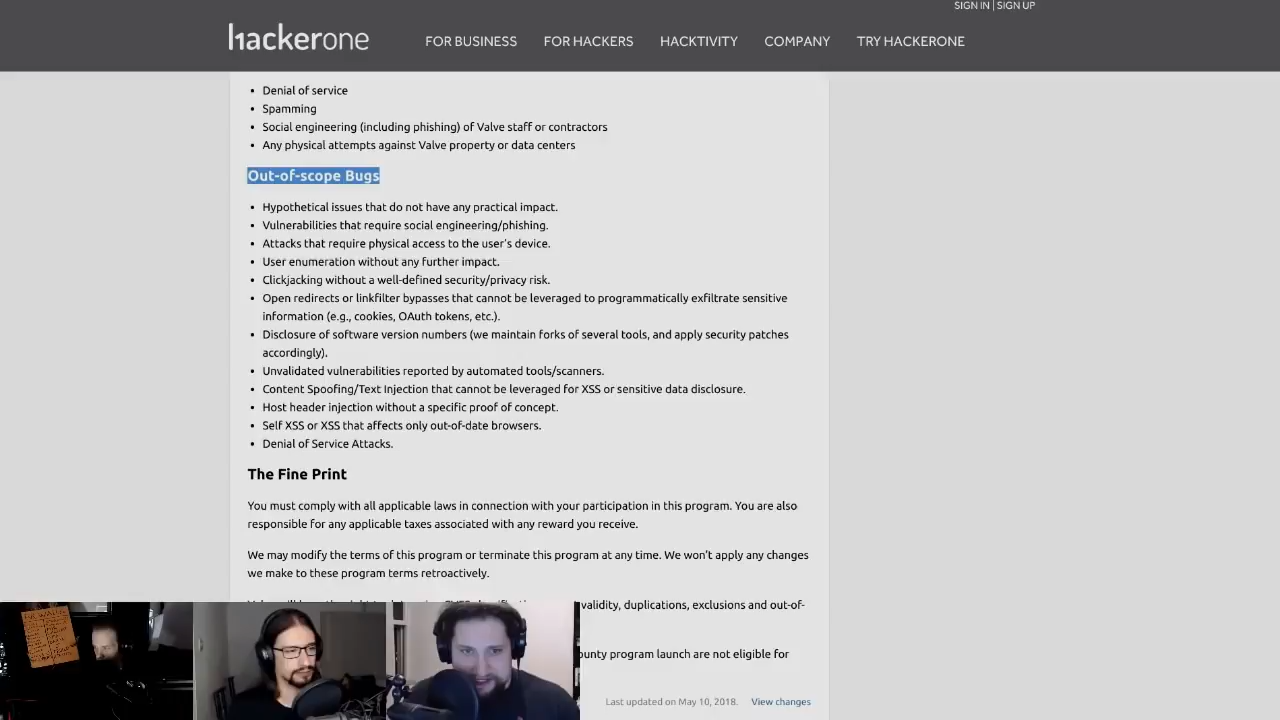 SIGN IN | SIGN UP
hackerone
FOR BUSINESS FOR HACKERS HACKTIVITY COMPANY TRY HACKERONE
• Denial of service
• Spamming
• Social engineering (including phishing) of Valve staff or contractors
• Any physical attempts against Valve property or data centers
Out-of-scope Bugs
• Hypothetical issues that do not have any practical impact.
• Vulnerabilities that require social engineering/phishing.
• Attacks that require physical access to the user's device.
• User enumeration without any further impact.
• Clickjacking without a well-defined security/privacy risk.
• Open redirects or linkfilter bypasses that cannot be leveraged to programmatically exfiltrate sensitive
information (e.g., cookies, OAuth tokens, etc.).
• Disclosure of software version numbers (we maintain forks of several tools, and apply security patches
accordingly).
• Unvalidated vulnerabilities reported by automated tools/scanners.
• Content Spoofing/Text Injection that cannot be leveraged for XSS or sensitive data disclosure.
• Host header injection without a specific proof of concept.
• Self XSS or XSS that affects only out-of-date browsers.
• Denial of Service Attacks.
The Fine Print
You must comply with all applicable laws in connection with your participation in this program. You are also
responsible for any applicable taxes associated with any reward you receive.
We may modify the terms of this program or terminate this program at any time. We won't apply any changes
we make to these program terms retroactively.
validity, duplications, exclusions and out-of-
program launch are not eligible for
Last updated on May 10, 2018. View changes